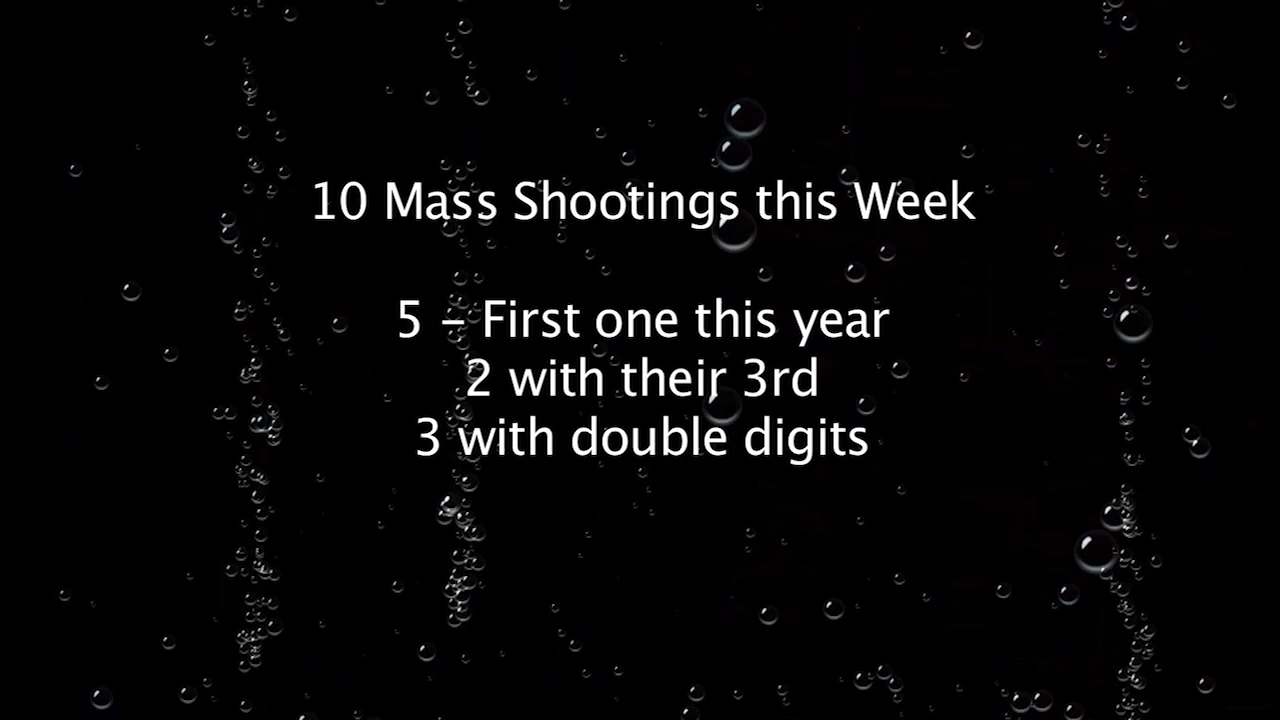 10 Mass Shootings this Week
5 – First one this year
2 with their 3rd
3 with double digits